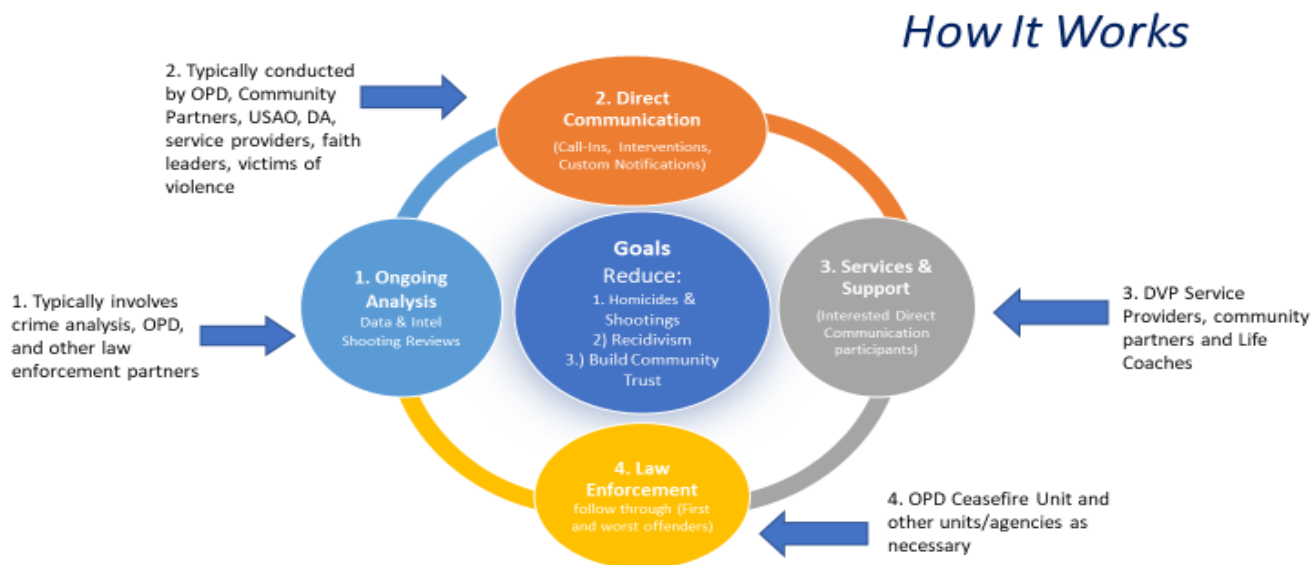 How It Works
2. Typically conducted
by OPD, Community
Partners, USAO, DA,
service providers, faith
leaders, victims of
violence
2. Direct
Communication
(Call-Ins, Interventions,
Custom Notifications)
1. Typically involves
crime analysis, OPD,
and other law
enforcement partners
1. Ongoing
Analysis
Data & Intel
Shooting Reviews
Goals
Reduce:
1. Homicides &
Shootings
2) Recidivism
3.) Build Community
Trust
3. Services &
Support
(Interested Direct
Communication
participants)
3. DVP Service
Providers, community
partners and Life
Coaches
4. Law
Enforcement
follow through (First
and worst offenders)
4. OPD Ceasefire Unit and
other units/agencies as
necessary